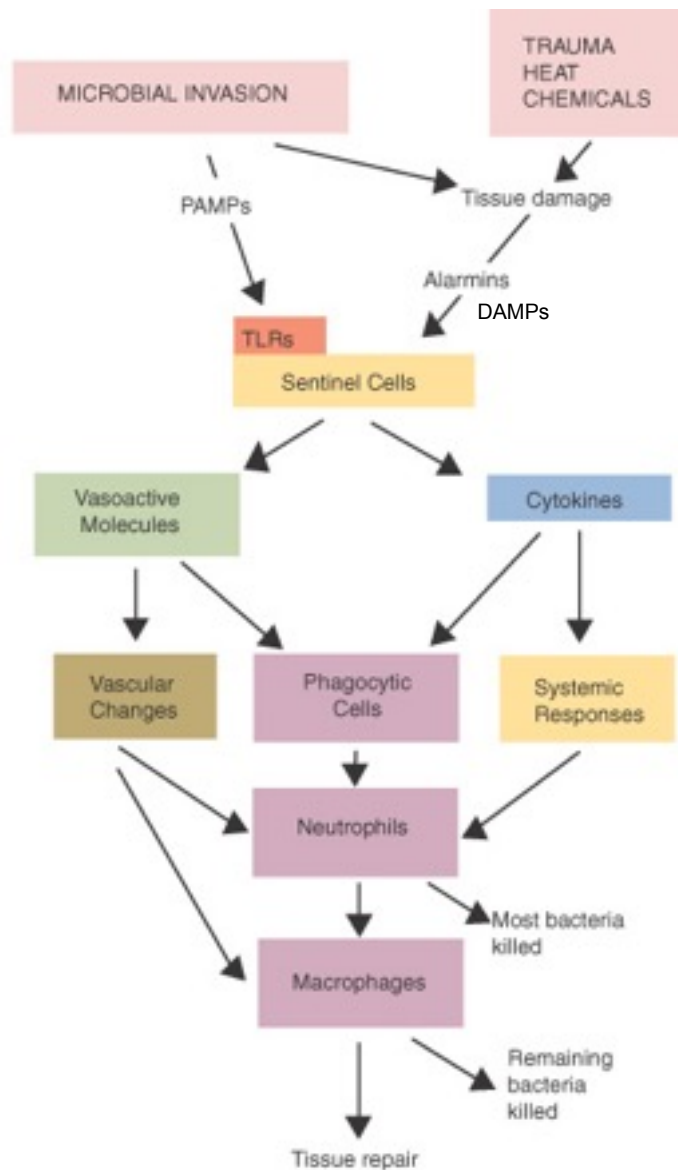 MICROBIAL INVASION
TRAUMA
HEAT
CHEMICALS
PAMPs
Tissue damage
Alarmins
DAMPs
TLRs
Sentinel Cells
Vasoactive
Molecules
Cytokines
Vascular
Changes
Phagocytic
Cells
Systemic
Responses
Neutrophils
Most bacteria
killed
Macrophages
Remaining
bacteria
killed
Tissue repair